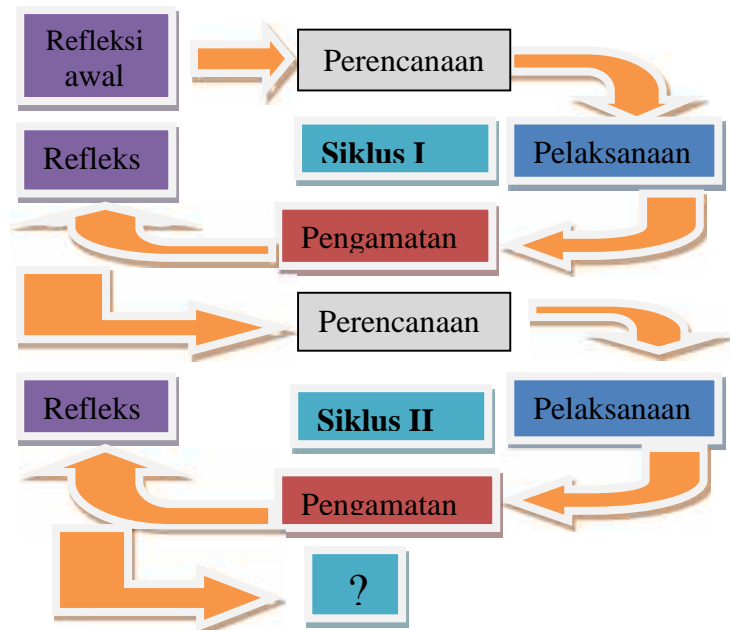 Refleksi
awal
Perencanaan
Refleks
Siklus I
Pelaksanaan
Pengamatan
Perencanaan
Refleks
Siklus II
Pelaksanaan
Pengamatan
?